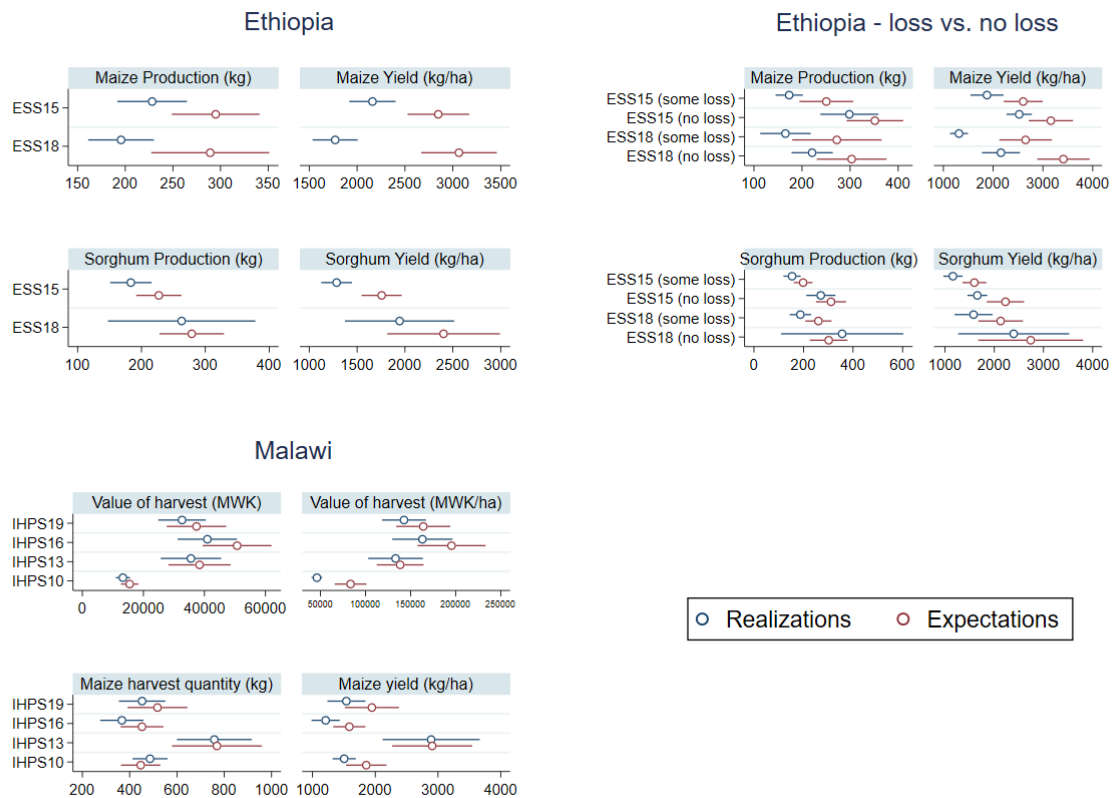 Ethiopia
Ethiopia - loss vs. no loss
Maize Production (kg)
Maize Yield (kg/ha)
ESS15
ESS18
150 200 250 300 350
1500 2000 2500 3000 3500
Maize Production (kg)
Maize Yield (kg/ha)
ESS15 (some loss)
ESS15 (no loss)
ESS18 (some loss)
ESS18 (no loss)
100 200 300 400
1000 2000 3000 4000
Sorghum Production (kg)
Sorghum Yield (kg/ha)
ESS15
ESS18
100 200 300 400
1000 1500 2000 2500 3000
Sorghum Production (kg)
Sorghum Yield (kg/ha)
ESS15 (some loss)
ESS15 (no loss)
ESS18 (some loss)
ESS18 (no loss)
0 200 400 600
1000 2000 3000 4000
Malawi
Value of harvest (MWK)
Value of harvest (MWK/ha)
IHPS19
IHPS16
IHPS13
IHPS10
0 20000 40000 60000
50000 100000 150000 200000 250000
Realizations Expectations
Maize harvest quantity (kg)
Maize yield (kg/ha)
IHPS19
IHPS16
IHPS13
IHPS10
200 400 600 800 1000
1000 2000 3000 4000